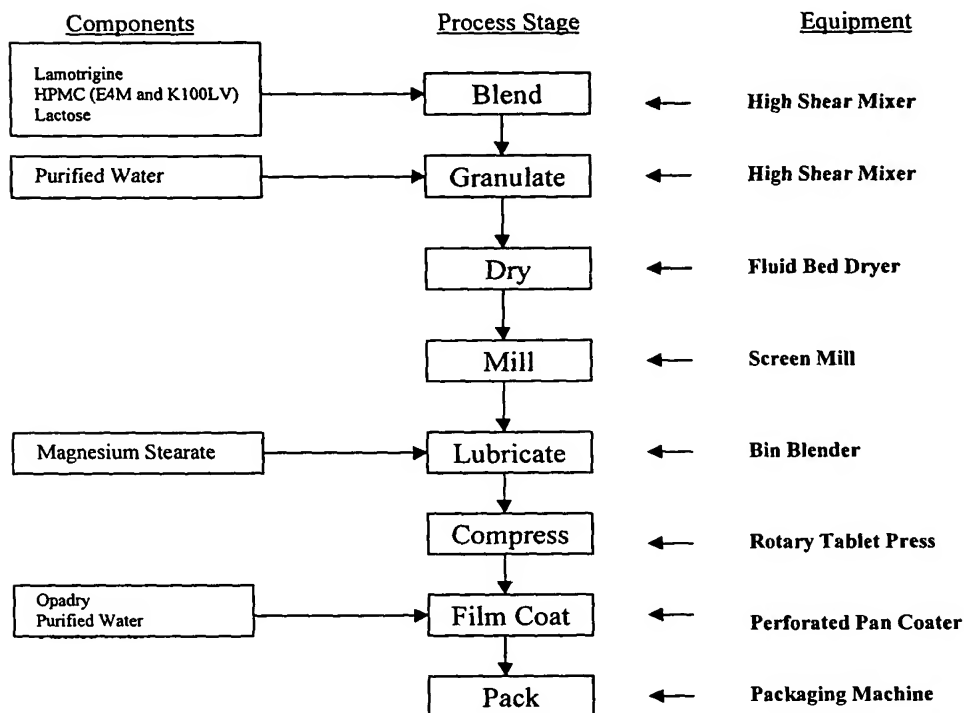 Components Process Stage Equipment
Lamotrigine
HPMC (E4M and K100LV)
Lactose
Blend
High Shear Mixer
Purified Water
Granulate
High Shear Mixer
Dry
Fluid Bed Dryer
Mill
Screen Mill
Magnesium Stearate
Lubricate
Bin Blender
Compress
Rotary Tablet Press
Opadry
Purified Water
Film Coat
Perforated Pan Coater
Pack
Packaging Machine